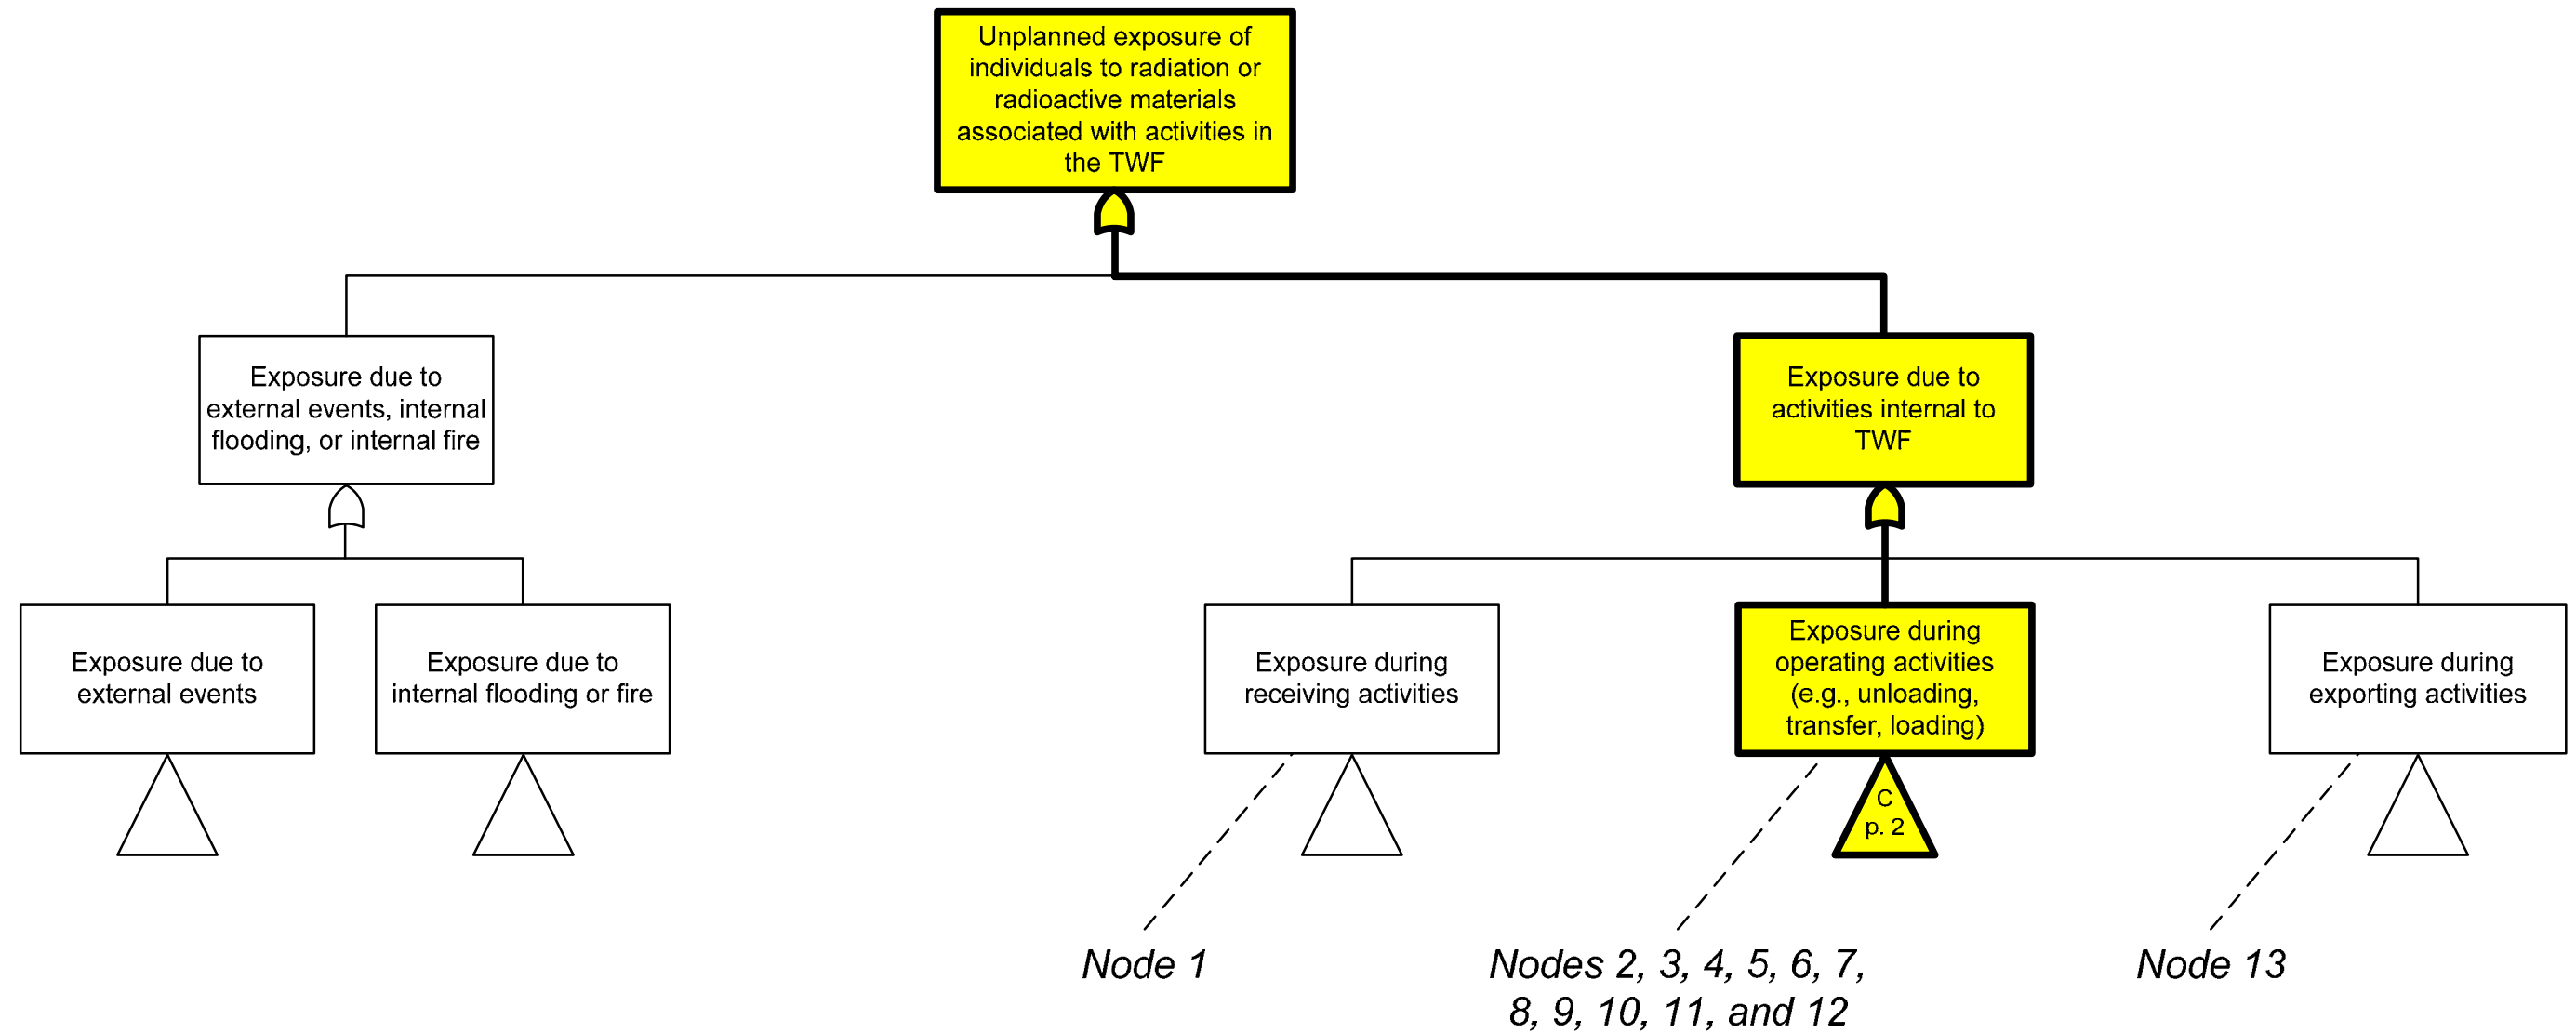 Unplanned exposure of
individuals to radiation or
radioactive materials
associated with activities in
the TWF
Exposure due to
external events, internal
flooding, or internal fire
Exposure due to
activities internal to
TWF
Exposure due to
external events
Exposure due to
internal flooding or fire
Exposure during
receiving activities
Exposure during
operating activities
(e.g., unloading,
transfer, loading)
Exposure during
exporting activities
C
p. 2
Node 1
Nodes 2, 3, 4, 5, 6, 7,
8, 9, 10, 11, and 12
Node 13